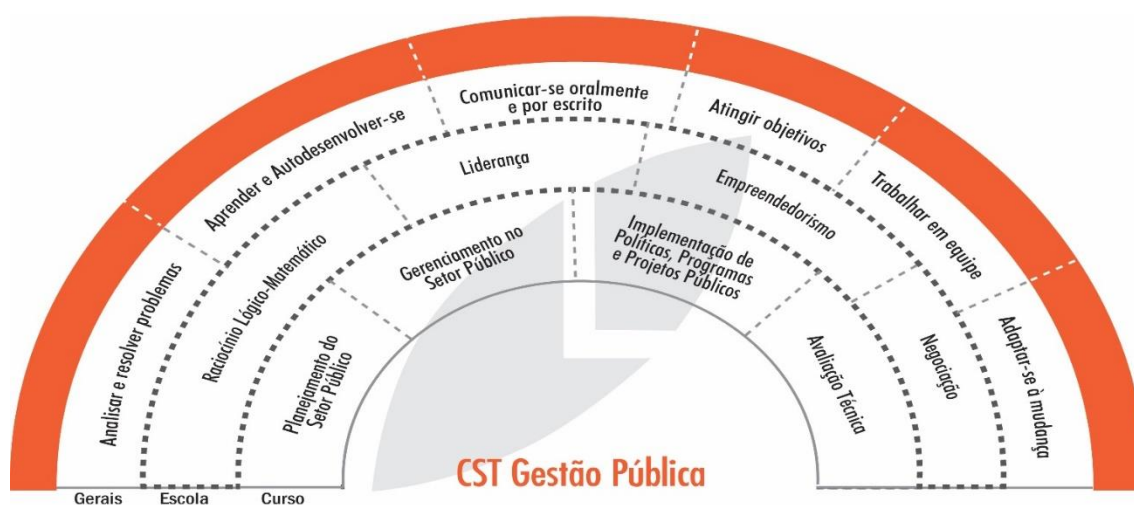 Analisar e resolver problemas
Aprender e Autodesenvolver-se
Comunicar-se oralmente
e por escrito
Atingir objetivos
Trabalhar em equipe
Adaptar-se à mudança
Raciocínio Lógico-Matemático
Liderança
Empreendedorismo
Negociação
Planejamento do
Setor Público
Gerenciamento no
Setor Público
Implementação de
Políticas, Programas
e Projetos Públicos
Avaliação Técnica
CST Gestão Pública
Gerais
Escola
Curso